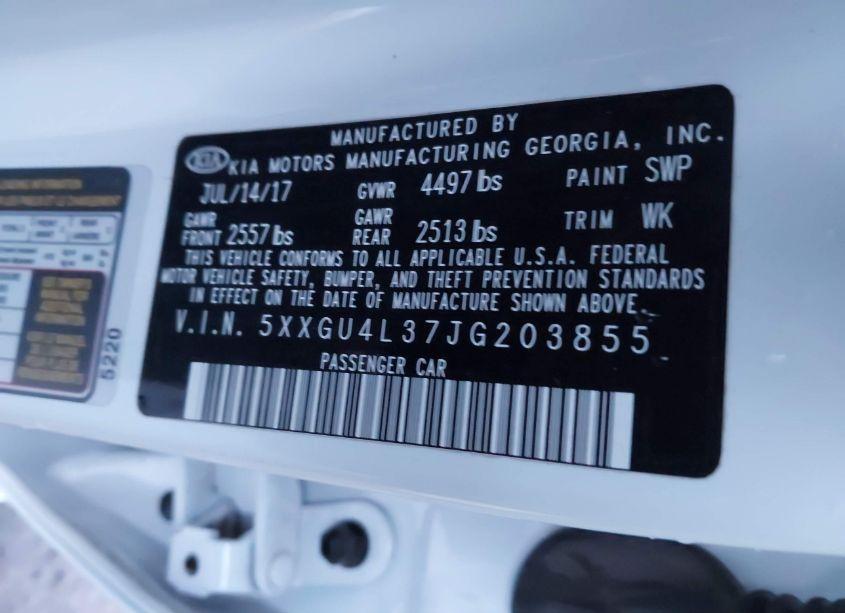 MANUFACTURED BY
KIA KIA MOTORS MANUFACTURING GEORGIA, INC.
JUL/14/17 GVWR 4497 lbs PAINT SWP
GAWR FRONT 2557 lbs GAWR REAR 2513 lbs TRIM WK
THIS VEHICLE CONFORMS TO ALL APPLICABLE U.S.A. FEDERAL
MOTOR VEHICLE SAFETY, BUMPER, AND THEFT PREVENTION STANDARDS
IN EFFECT ON THE DATE OF MANUFACTURE SHOWN ABOVE.
V.I.N. 5XXGU4L37JG203855
PASSENGER CAR
5220